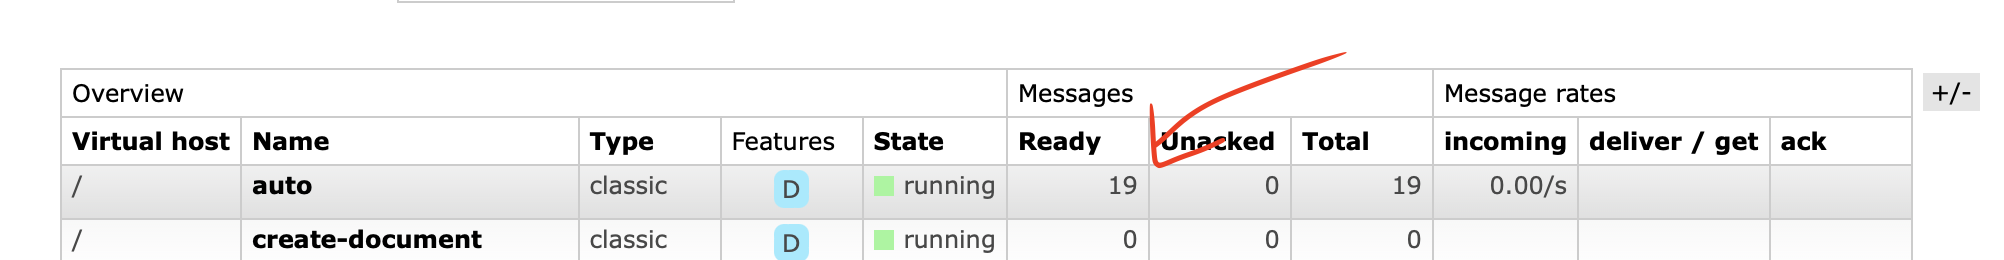 Overview Messages Message rates +/-
Virtual host Name Type Features State Ready Unacked Total incoming deliver / get ack
/ auto classic D running 19 0 19 0.00/s
/ create-document classic D running 0 0 0